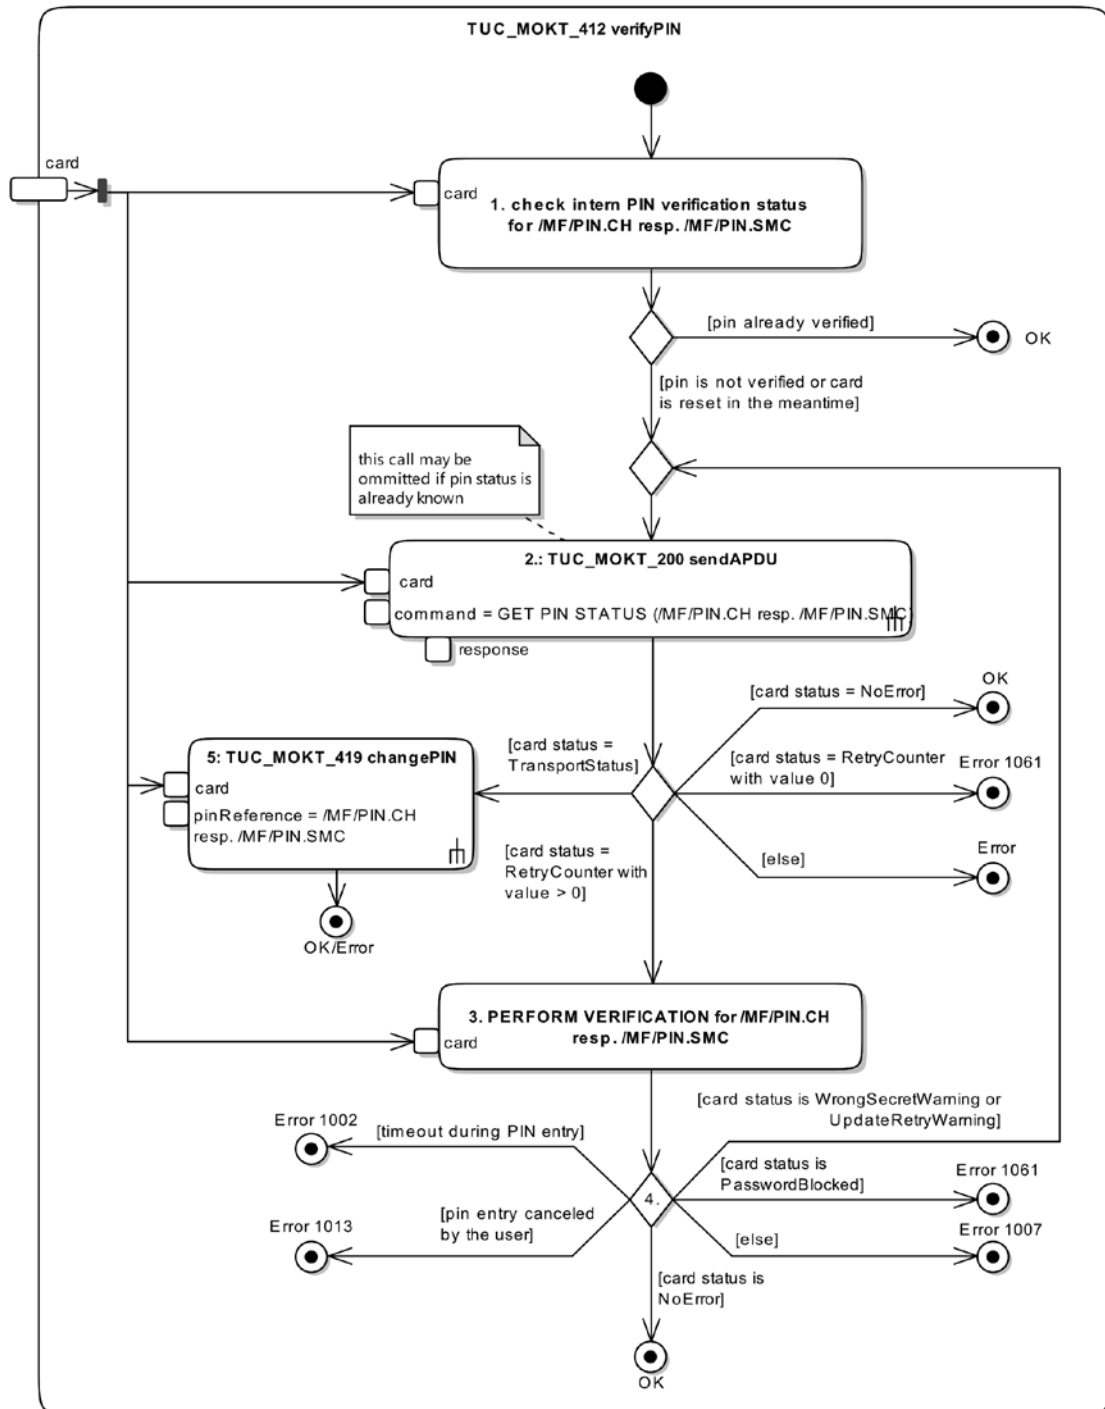 TUC_MOKT_412 verifyPIN
card
card
1. check intern PIN verification status
for /MF/PIN.CH resp. /MF/PIN.SMC
[pin already verified]
OK
[pin is not verified or card
is reset in the meantime]
this call may be
ommitted if pin status is
already known
2.: TUC_MOKT_200 sendAPDU
card
command = GET PIN STATUS (/MF/PIN.CH resp. /MF/PIN.SMC)
response
OK
[card status = NoError]
[card status =
TransportStatus]
[card status = RetryCounter
with value 0]
Error 1061
5: TUC_MOKT_419 changePIN
card
pinReference = /MF/PIN.CH
resp. /MF/PIN.SMC
[card status =
RetryCounter with
value > 0]
[else]
Error
OK/Error
3. PERFORM VERIFICATION for /MF/PIN.CH
resp. /MF/PIN.SMC
card
[card status is WrongSecretWarning or
UpdateRetryWarning]
Error 1002
[timeout during PIN entry]
[card status is
PasswordBlocked]
Error 1061
4.
Error 1013
[pin entry canceled
by the user]
[else]
Error 1007
[card status is
NoError]
OK